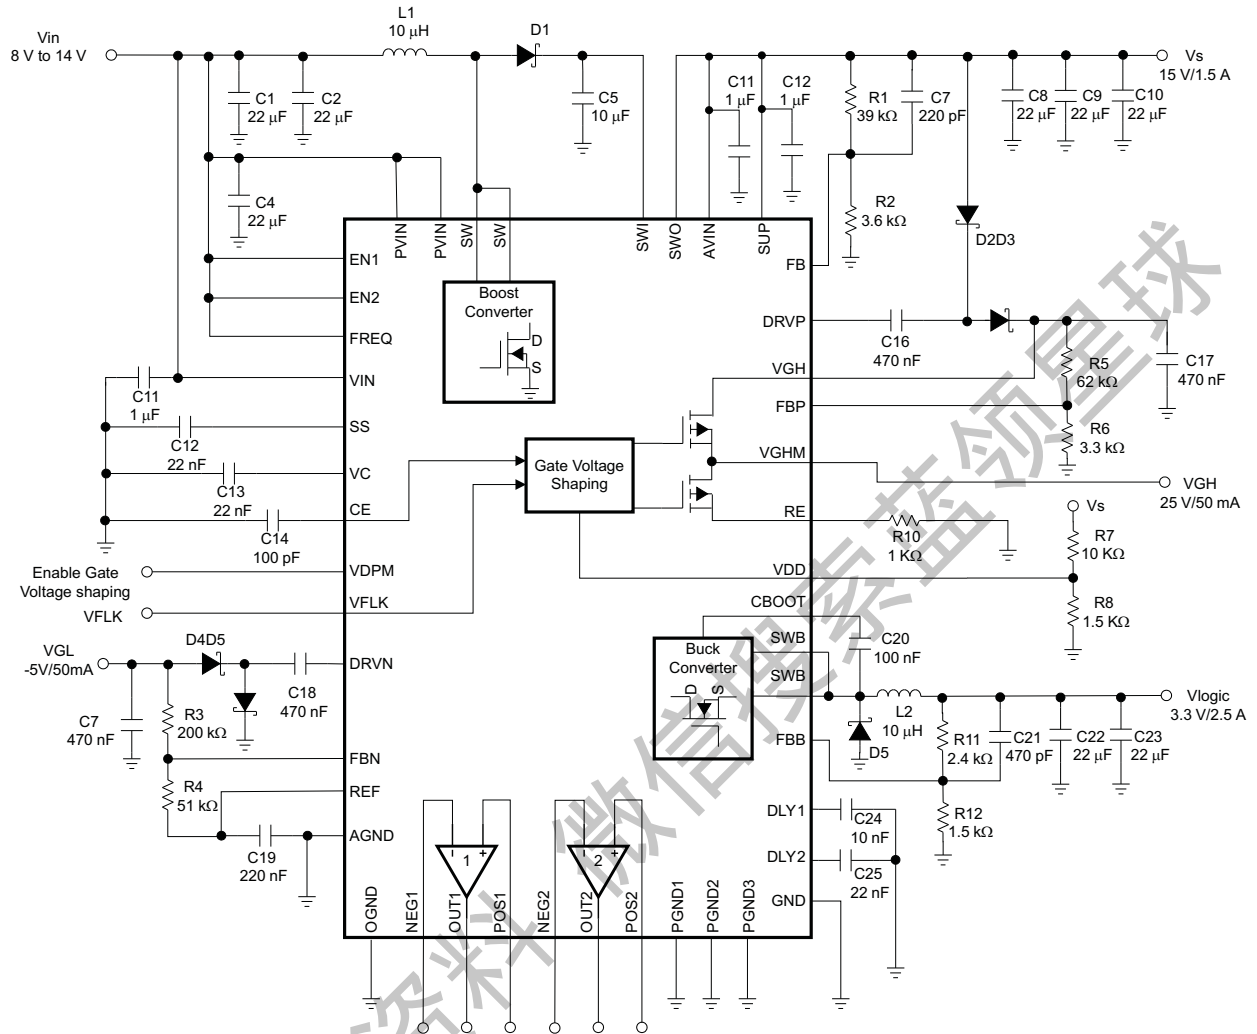 Vin
8 V to 14 V
L1
10 µH
D1
C1
22 µF
C2
22 µF
C5
10 µF
C11
1 µF
C12
1 µF
R1
39 kΩ
C7
220 pF
C8
22 µF
C9
22 µF
C10
22 µF
Vs
15 V/1.5 A
C4
22 µF
R2
3.6 kΩ
D2D3
PVIN
PVIN
SW
SW
SWI
SWO
AVIN
SUP
FB
EN1
EN2
FREQ
VIN
SS
VC
CE
VDPM
VFLK
DRVN
FBN
REF
AGND
Boost
Converter
D
S
DRVP
VGH
FBP
VGHM
RE
VDD
CBOOT
SWB
SWB
FBB
DLY1
DLY2
GND
C16
470 nF
R5
62 kΩ
C17
470 nF
R6
3.3 kΩ
C11
1 µF
C12
22 nF
C13
22 nF
C14
100 pF
Gate Voltage
Shaping
VGH
25 V/50 mA
Vs
R10
1 KΩ
R7
10 KΩ
R8
1.5 KΩ
Enable Gate
Voltage shaping
VFLK
VGL
-5V/50mA
D4D5
C18
470 nF
C7
470 nF
R3
200 kΩ
R4
51 kΩ
C19
220 nF
Buck
Converter
D
S
C20
100 nF
L2
10 µH
D5
R11
2.4 kΩ
C21
470 pF
C22
22 µF
C23
22 µF
Vlogic
3.3 V/2.5 A
R12
1.5 kΩ
C24
10 nF
C25
22 nF
- +
1
- +
2
OGND
NEG1
OUT1
POS1
NEG2
OUT2
POS2
PGND1
PGND2
PGND3
资料 微信搜索蓝领星球